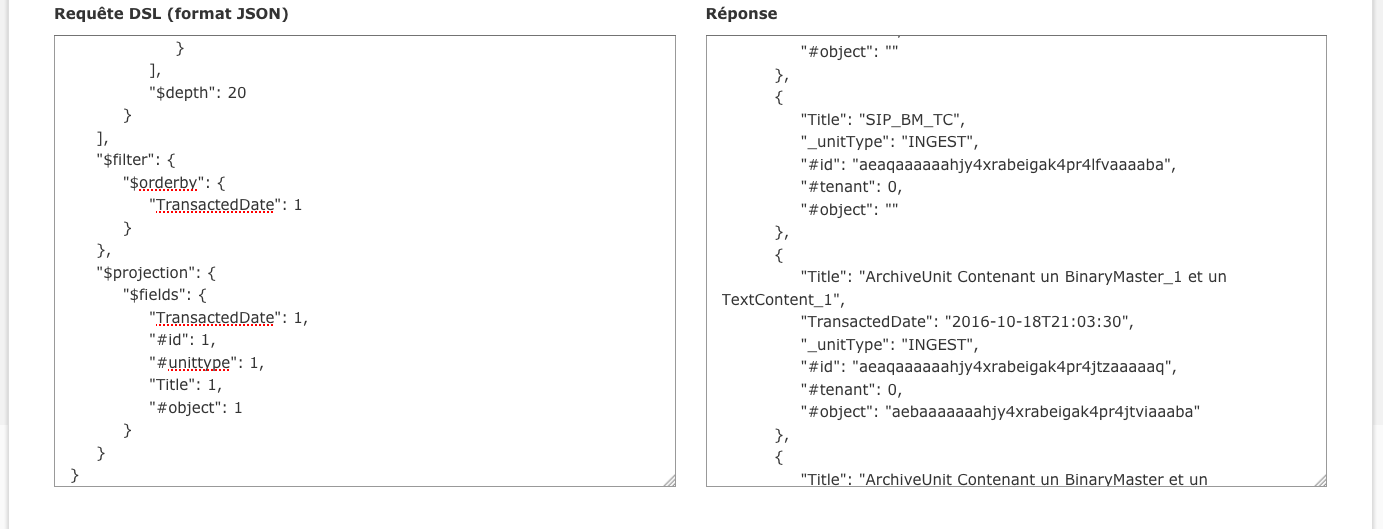 Requête DSL (format JSON)
}
],
"$depth": 20
}
],
"$filter": {
"$orderby": {
"TransactedDate": 1
}
},
"$projection": {
"$fields": {
"TransactedDate": 1,
"#id": 1,
"#unittype": 1,
"Title": 1,
"#object": 1
}
}
}
Réponse
"#object": ""
},
{
"Title": "SIP_BM_TC",
"_unitType": "INGEST",
"#id": "aeaqaaaaaahjy4xrabeigak4pr4lfvaaaaba",
"#tenant": 0,
"#object": ""
},
{
"Title": "ArchiveUnit Contenant un BinaryMaster_1 et un
TextContent_1",
"TransactedDate": "2016-10-18T21:03:30",
"_unitType": "INGEST",
"#id": "aeaqaaaaaahjy4xrabeigak4pr4jtzaaaaaq",
"#tenant": 0,
"#object": "aebaaaaaaahjy4xrabeigak4pr4jtviaaaba"
},
{
"Title": "ArchiveUnit Contenant un BinaryMaster et un